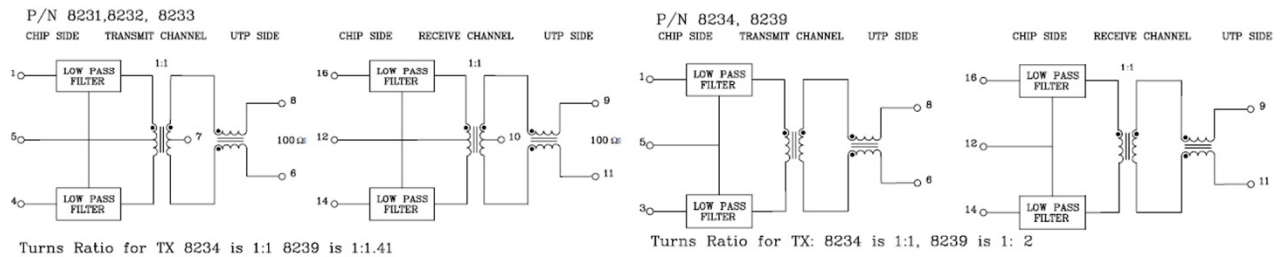 P/N 8231,8232, 8233
CHIP SIDE TRANSMIT CHANNEL UTP SIDE
1:1
1
LOW PASS
FILTER
8
5
7
100 Ω
6
4
LOW PASS
FILTER
CHIP SIDE RECEIVE CHANNEL UTP SIDE
1:1
16
LOW PASS
FILTER
9
12
10
100 Ω
11
14
LOW PASS
FILTER
Turns Ratio for TX 8234 is 1:1 8239 is 1:1.41
P/N 8234, 8239
CHIP SIDE TRANSMIT CHANNEL UTP SIDE
1
LOW PASS
FILTER
8
5
6
3
LOW PASS
FILTER
CHIP SIDE RECEIVE CHANNEL UTP SIDE
1:1
16
LOW PASS
FILTER
9
12
11
14
LOW PASS
FILTER
Turns Ratio for TX: 8234 is 1:1, 8239 is 1: 2